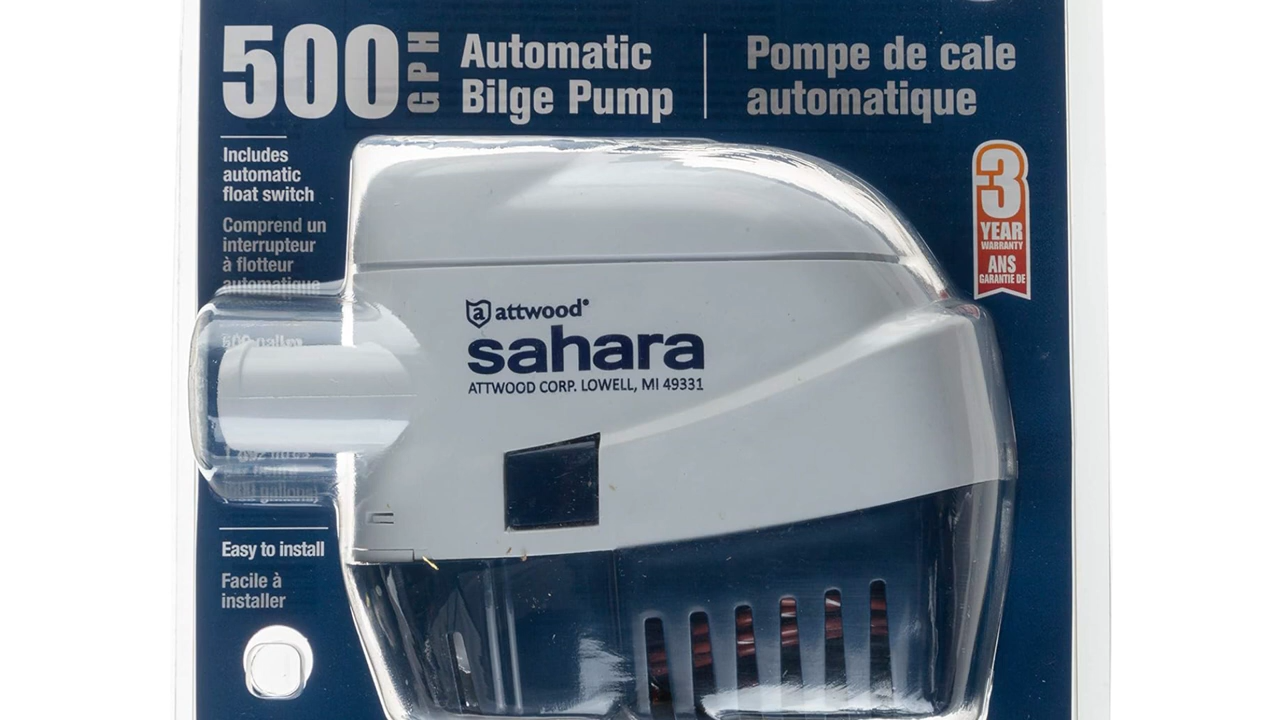 500 GPH
Automatic
Bilge Pump
Pompe de cale
automatique
Includes
automatic
float switch
Comprend un
interrupteur
à flotteur
automatique
3
YEAR
WARRANTY
ANS
GARANTIE DE
a attwood®
sahara
ATTWOOD CORP. LOWELL, MI 49331
Easy to install
Facile à
installer